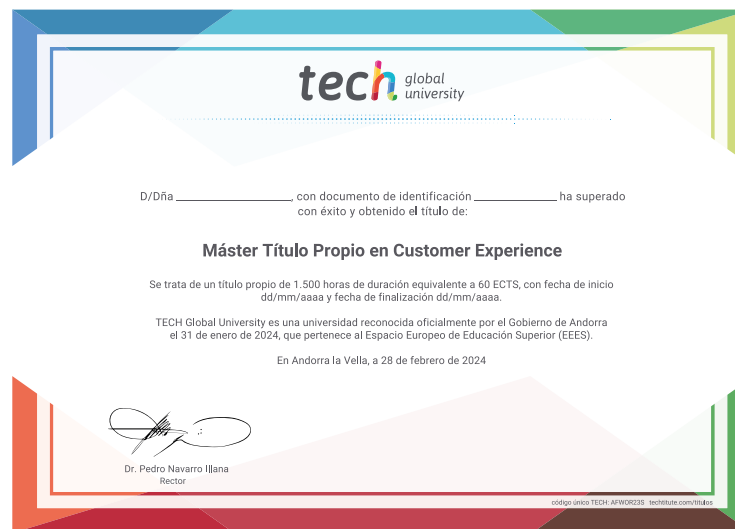 tech global university
D/Dña ____________, con documento de identificación ____________ ha superado
con éxito y obtenido el título de:
Máster Título Propio en Customer Experience
Se trata de un título propio de 1.500 horas de duración equivalente a 60 ECTS, con fecha de inicio
dd/mm/aaaa y fecha de finalización dd/mm/aaaa.
TECH Global University es una universidad reconocida oficialmente por el Gobierno de Andorra
el 31 de enero de 2024, que pertenece al Espacio Europeo de Educación Superior (EEES).
En Andorra la Vella, a 28 de febrero de 2024
Dr. Pedro Navarro Illana
Rector
código único TECH: AFWOR23S techtitute.com/titulos